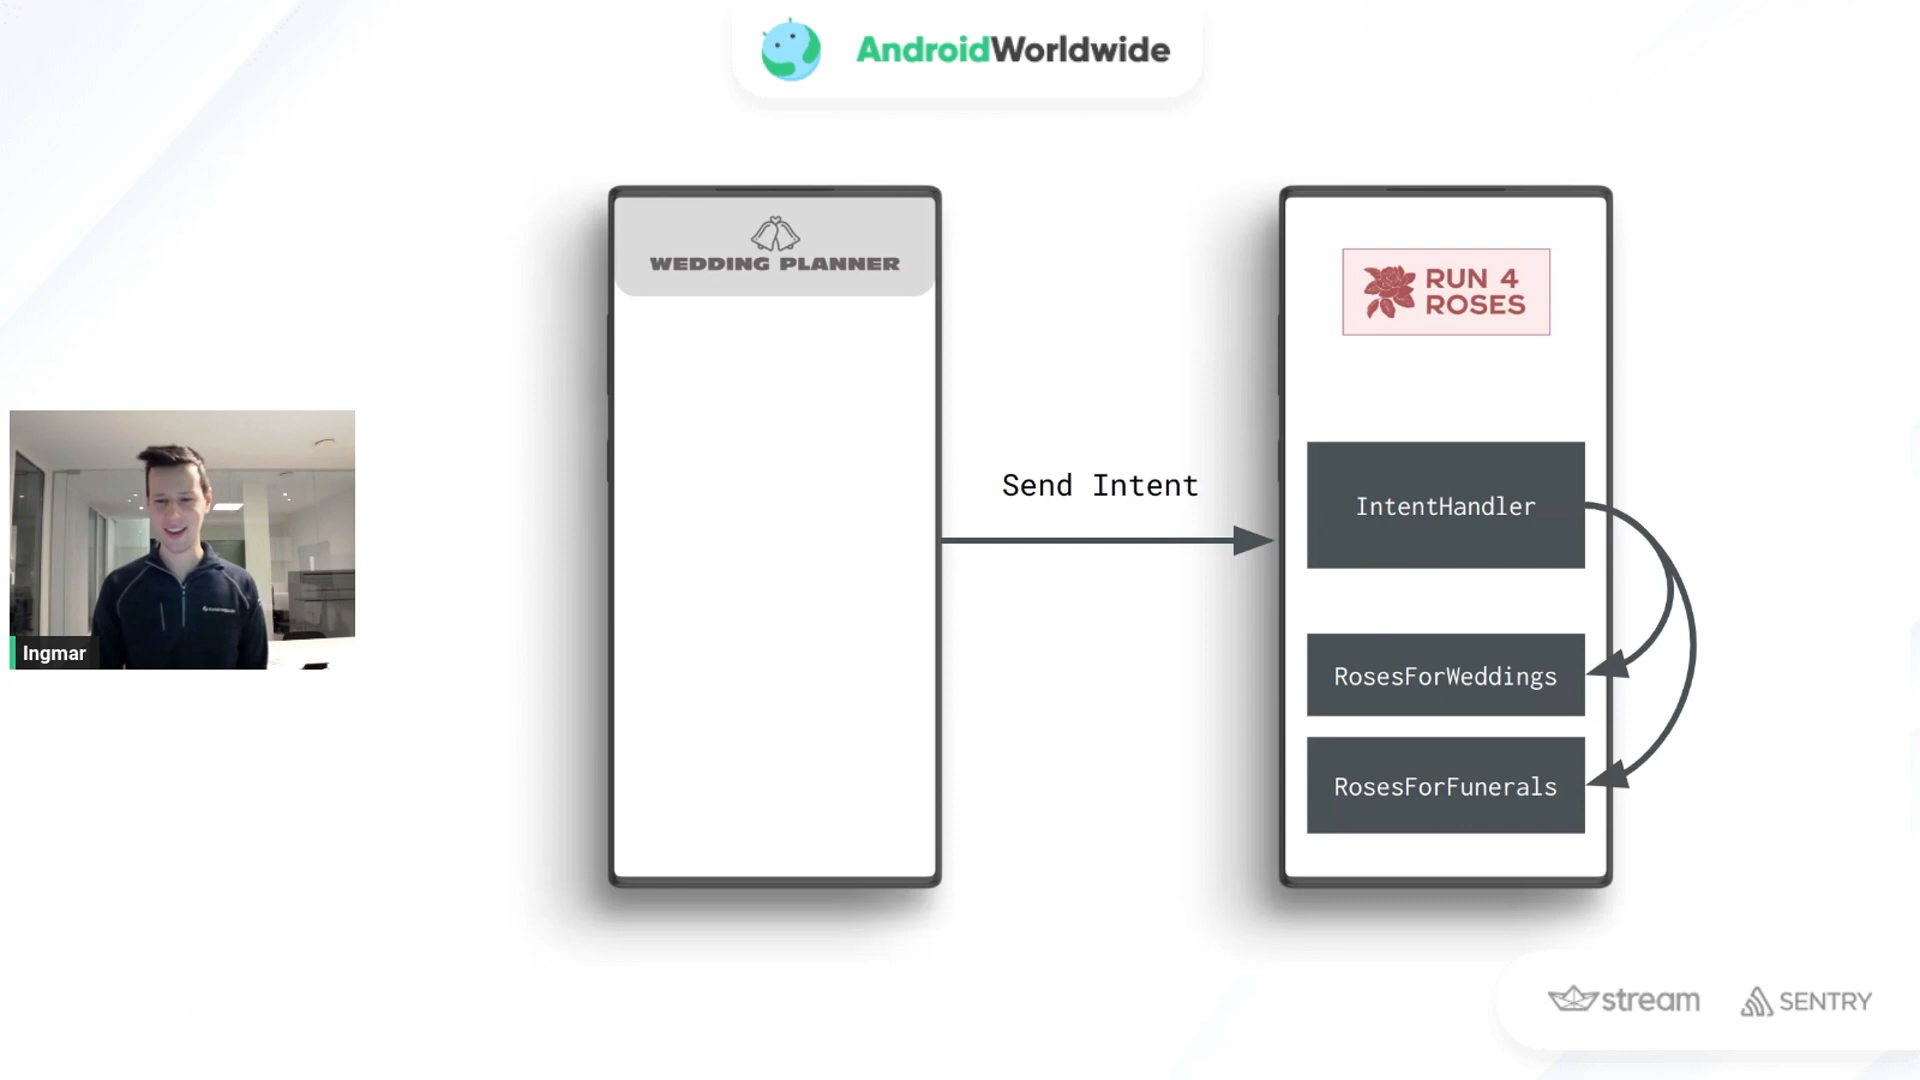 AndroidWorldwide
WEDDING PLANNER
RUN 4
ROSES
Send Intent
IntentHandler
RosesForWeddings
RosesForFunerals
Ingmar
stream
SENTRY